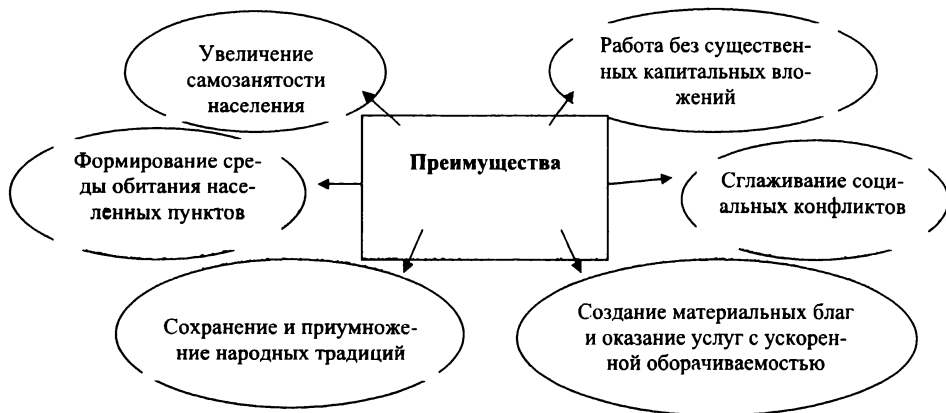 Увеличение
самозанятости
населения
Работа без существен-
ных капитальных вло-
жений
Преимущества
Формирование сре-
ды обитания насе-
ленных пунктов
Сглаживание соци-
альных конфликтов
Сохранение и приумноже-
ние народных традиций
Создание материальных благ
и оказание услуг с ускорен-
ной оборачиваемостью